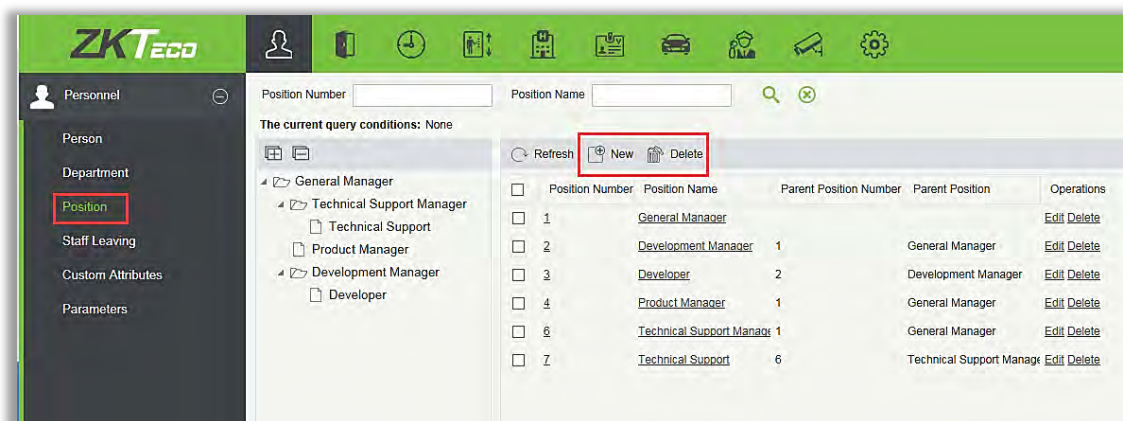 ZKTeco
Personnel
Person
Department
Position
Staff Leaving
Custom Attributes
Parameters
Position Number Position Name
The current query conditions: None
General Manager
Technical Support Manager
Technical Support
Product Manager
Development Manager
Developer
Refresh New Delete
Position Number Position Name Parent Position Number Parent Position Operations
1 General Manager Edit Delete
2 Development Manager 1 General Manager Edit Delete
3 Developer 2 Development Manager Edit Delete
4 Product Manager 1 General Manager Edit Delete
6 Technical Support Manage 1 General Manager Edit Delete
7 Technical Support 6 Technical Support Manage Edit Delete